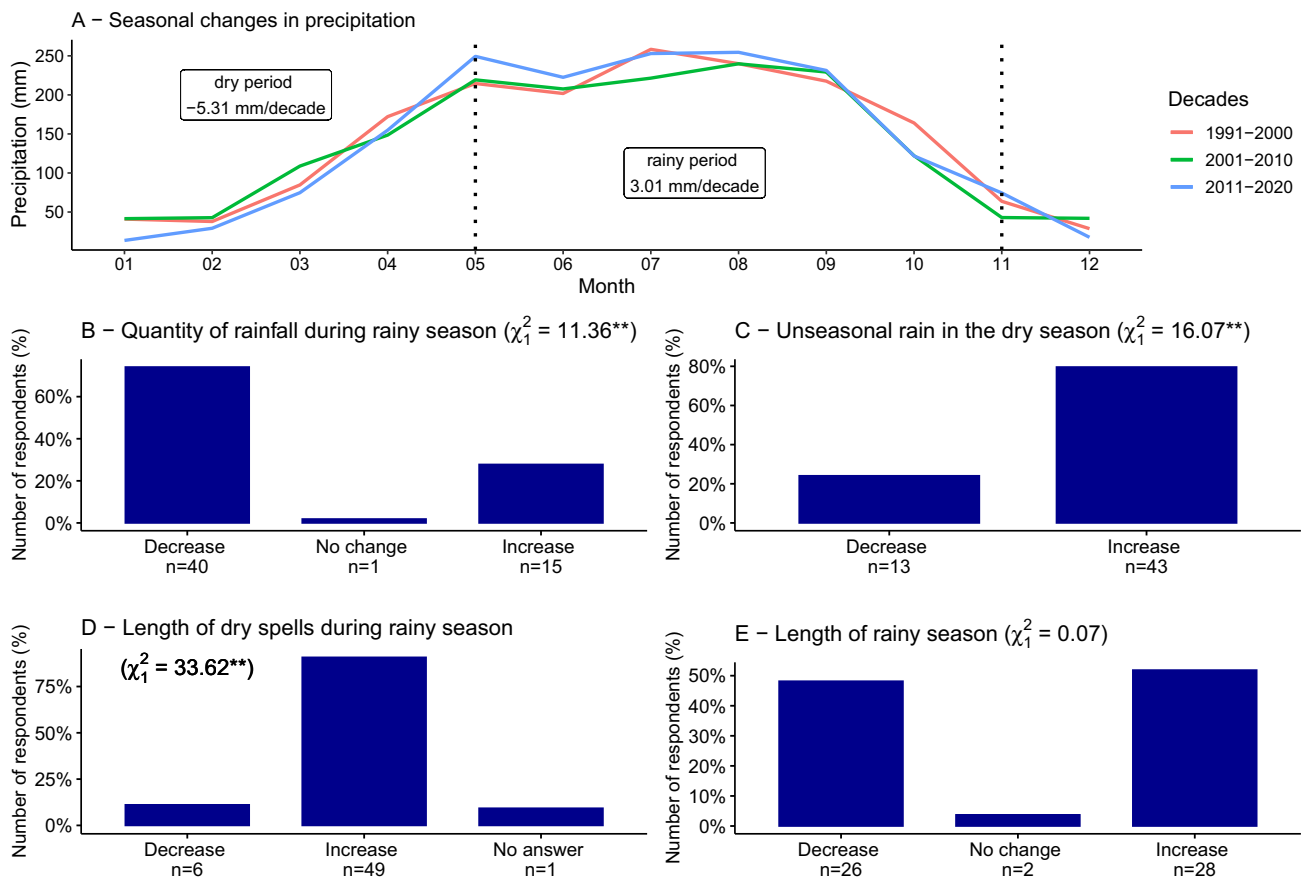 A − Seasonal changes in precipitation
Precipitation (mm)
250
200
150
100
50
dry period
−5.31 mm/decade
rainy period
3.01 mm/decade
01 02 03 04 05 06 07 08 09 10 11 12
Month
Decades
1991−2000
2001−2010
2011−2020
B − Quantity of rainfall during rainy season (χ₁² = 11.36**)
Number of respondents (%)
60%
40%
20%
0%
Decrease No change Increase
n=40 n=1 n=15
C − Unseasonal rain in the dry season (χ₁² = 16.07**)
Number of respondents (%)
80%
60%
40%
20%
0%
Decrease Increase
n=13 n=43
D − Length of dry spells during rainy season
(χ₁² = 33.62**)
Number of respondents (%)
75%
50%
25%
0%
Decrease Increase No answer
n=6 n=49 n=1
E − Length of rainy season (χ₁² = 0.07)
Number of respondents (%)
50%
40%
30%
20%
10%
0%
Decrease No change Increase
n=26 n=2 n=28